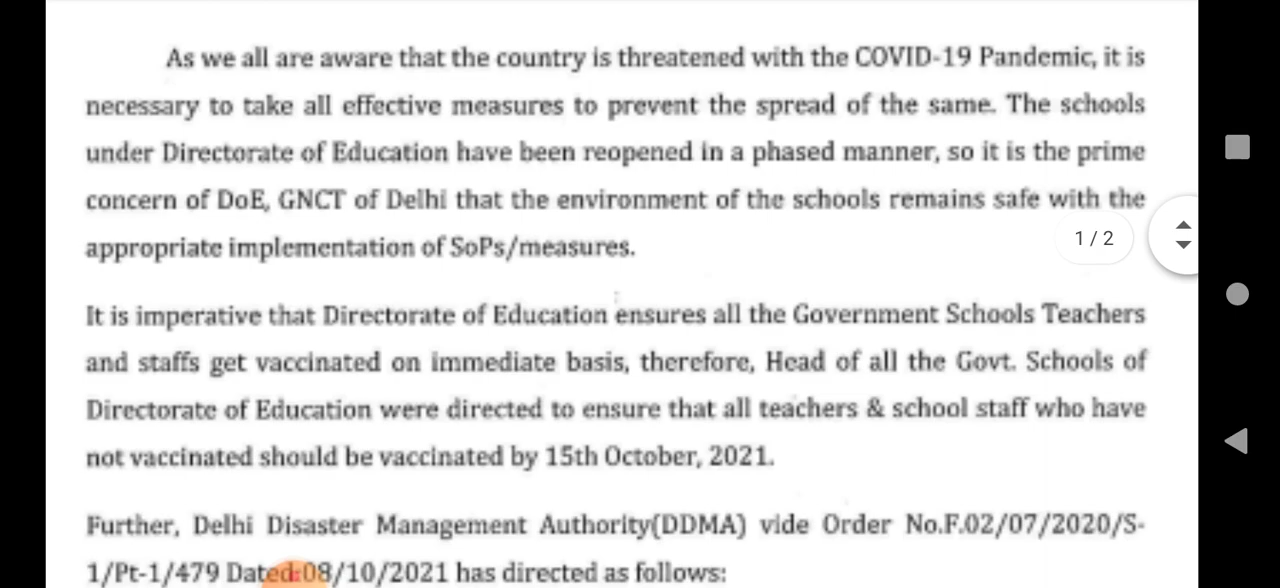 As we all are aware that the country is threatened with the COVID-19 Pandemic, it is
necessary to take all effective measures to prevent the spread of the same. The schools
under Directorate of Education have been reopened in a phased manner, so it is the prime
concern of DoE, GNCT of Delhi that the environment of the schools remains safe with the
appropriate implementation of SoPs/measures.
1 / 2
It is imperative that Directorate of Education ensures all the Government Schools Teachers
and staffs get vaccinated on immediate basis, therefore, Head of all the Govt. Schools of
Directorate of Education were directed to ensure that all teachers & school staff who have
not vaccinated should be vaccinated by 15th October, 2021.
Further, Delhi Disaster Management Authority(DDMA) vide Order No.F.02/07/2020/S-
1/Pt-1/479 Dated:08/10/2021 has directed as follows: